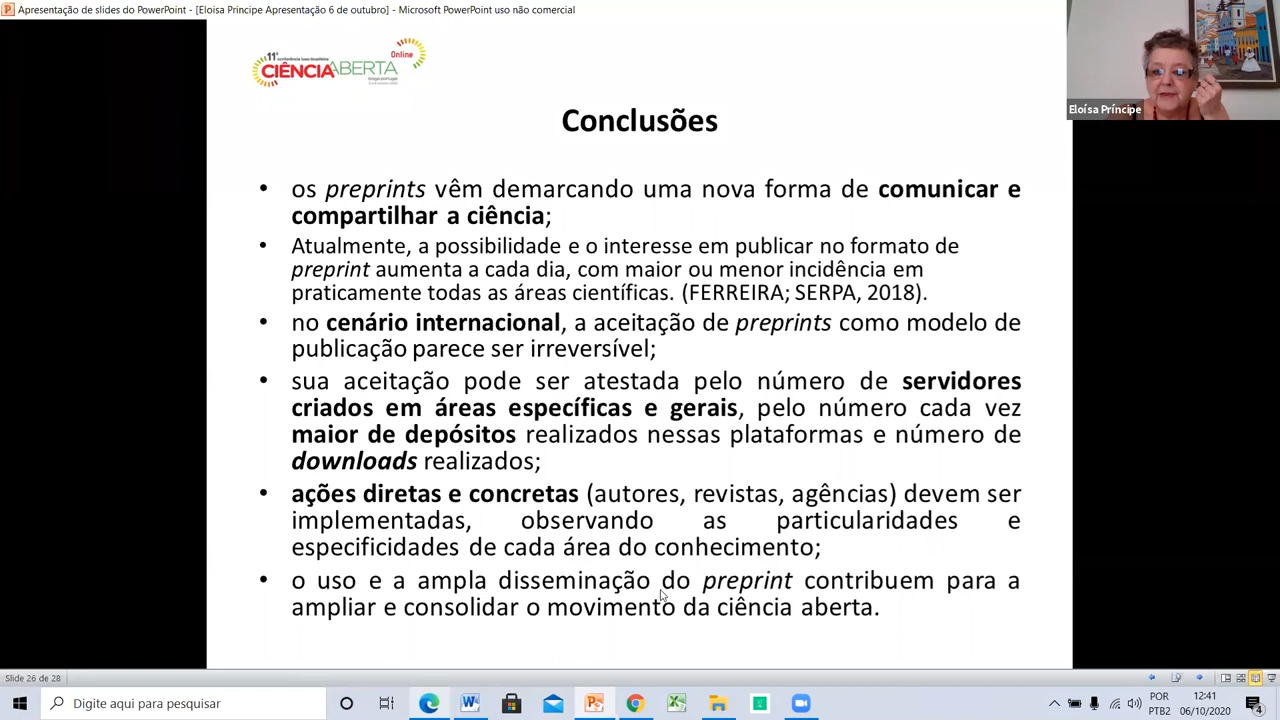 Apresentação de slides do PowerPoint - [Eloisa Principe Apresentação 6 de outubro] - Microsoft PowerPoint uso não comercial
11ª conferência luso-brasileira
CIÊNCIAABERTA
Online
Eloísa Príncipe
Conclusões
• os preprints vêm demarcando uma nova forma de comunicar e
compartilhar a ciência;
• Atualmente, a possibilidade e o interesse em publicar no formato de
preprint aumenta a cada dia, com maior ou menor incidência em
praticamente todas as áreas científicas. (FERREIRA; SERPA, 2018).
• no cenário internacional, a aceitação de preprints como modelo de
publicação parece ser irreversível;
• sua aceitação pode ser atestada pelo número de servidores
criados em áreas específicas e gerais, pelo número cada vez
maior de depósitos realizados nessas plataformas e número de
downloads realizados;
• ações diretas e concretas (autores, revistas, agências) devem ser
implementadas, observando as particularidades e
especificidades de cada área do conhecimento;
• o uso e a ampla disseminação do preprint contribuem para a
ampliar e consolidar o movimento da ciência aberta.
Slide 26 de 28
Digite aqui para pesquisar
POR
PTB2
12:41
06/10/2020
4